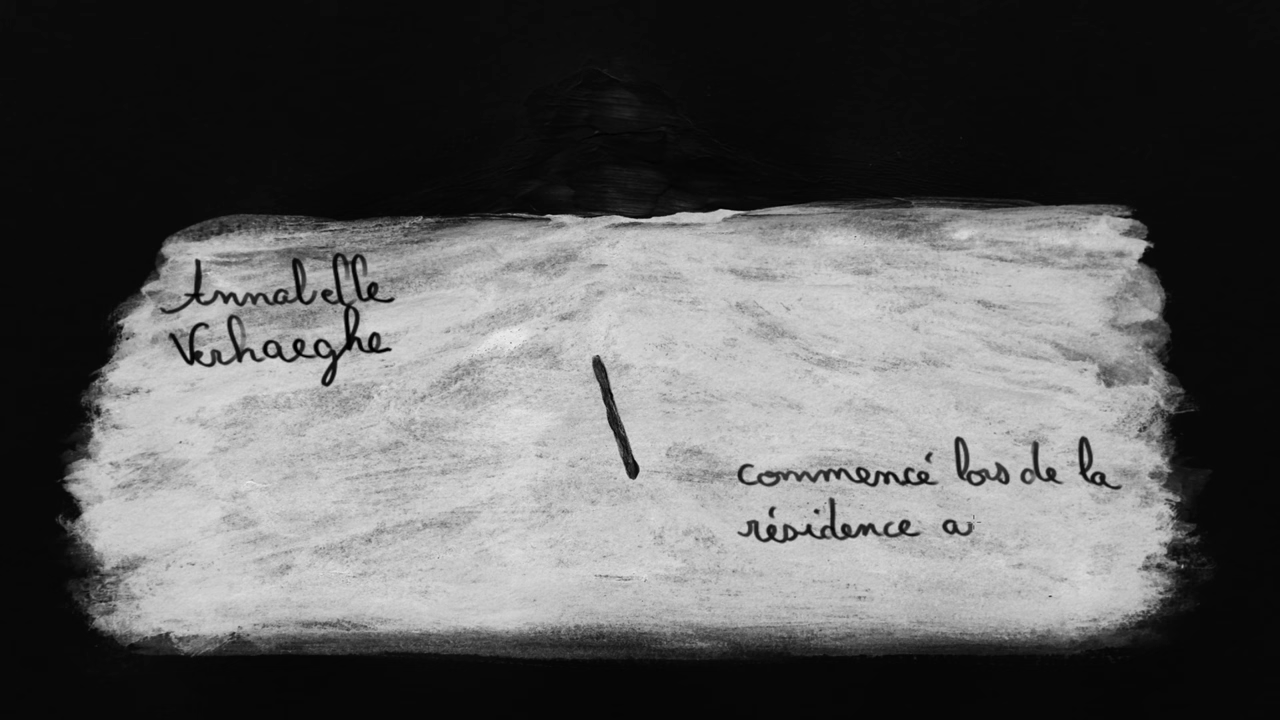 Annabelle
Verhaeghe
commencé lors de la
résidence a